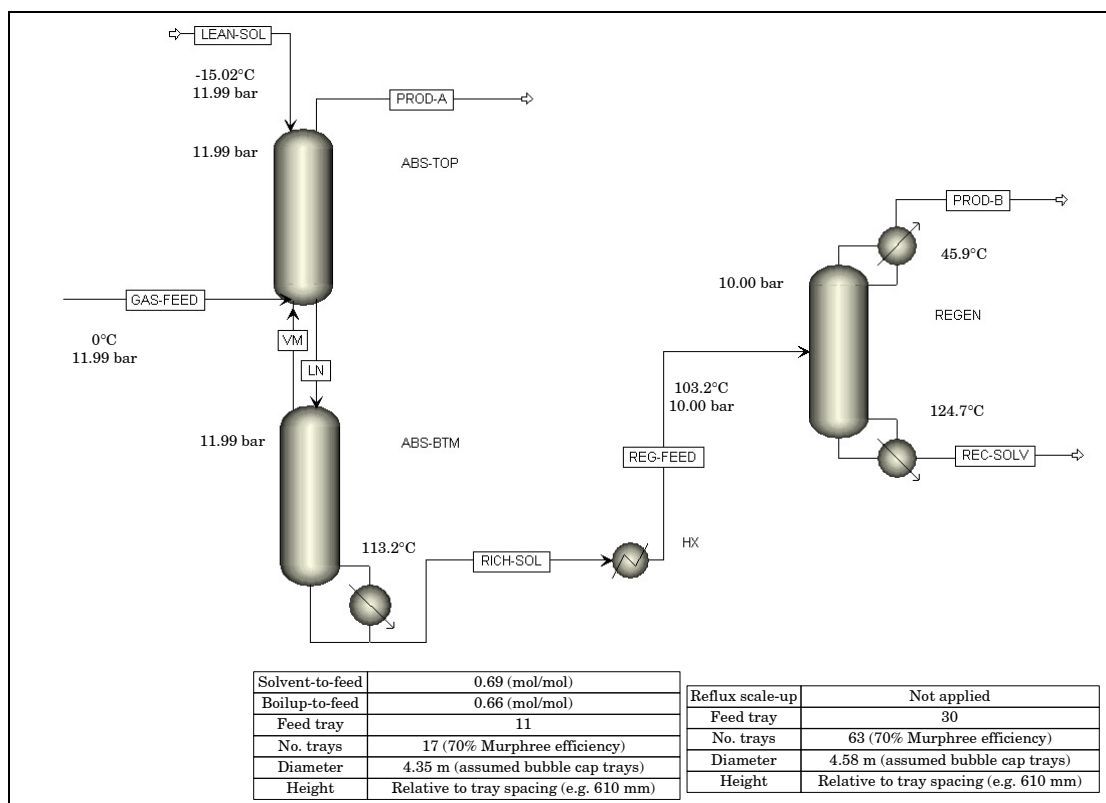 LEAN-SOL
-15.02°C
11.99 bar
PROD-A
11.99 bar
ABS-TOP
PROD-B
45.9°C
10.00 bar
GAS-FEED
REGEN
0°C
11.99 bar
VM
LN
103.2°C
10.00 bar
11.99 bar
ABS-BTM
124.7°C
REG-FEED
REC-SOLV
HX
113.2°C
RICH-SOL
Solvent-to-feed 0.69 (mol/mol)
Boilup-to-feed 0.66 (mol/mol)
Feed tray 11
No. trays 17 (70% Murphree efficiency)
Diameter 4.35 m (assumed bubble cap trays)
Height Relative to tray spacing (e.g. 610 mm)
Reflux scale-up Not applied
Feed tray 30
No. trays 63 (70% Murphree efficiency)
Diameter 4.58 m (assumed bubble cap trays)
Height Relative to tray spacing (e.g. 610 mm)